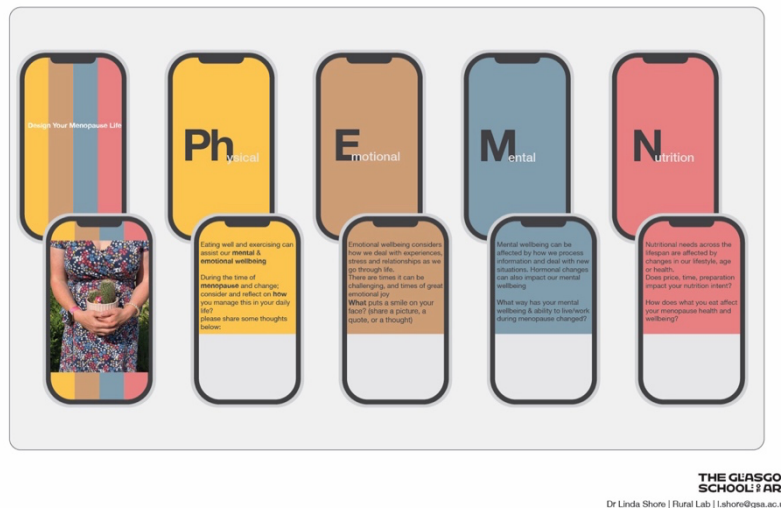 Design Your Menopause Life
Physical
Emotional
Mental
Nutrition
Eating well and exercising can
assist our mental &
emotional wellbeing
During the time of
menopause and change;
consider and reflect on how
you manage this in your daily
life?
please share some thoughts
below:
Emotional wellbeing considers
how we deal with experiences,
stress and relationships as we
go through life.
There are times it can be
challenging, and times of great
emotional joy
What puts a smile on your
face? (share a picture, a
quote, or a thought)
Mental wellbeing can be
affected by how we process
information and deal with new
situations. Hormonal changes
can also impact our mental
wellbeing
What way has your mental
wellbeing & ability to live/work
during menopause changed?
Nutritional needs across the
lifespan are affected by
changes in our lifestyle, age
or health.
Does price, time, preparation
impact your nutrition intent?
How does what you eat affect
your menopause health and
wellbeing?
THE GLASGO
SCHOOL OF AR
Dr Linda Shore | Rural Lab | l.shore@gsa.ac.